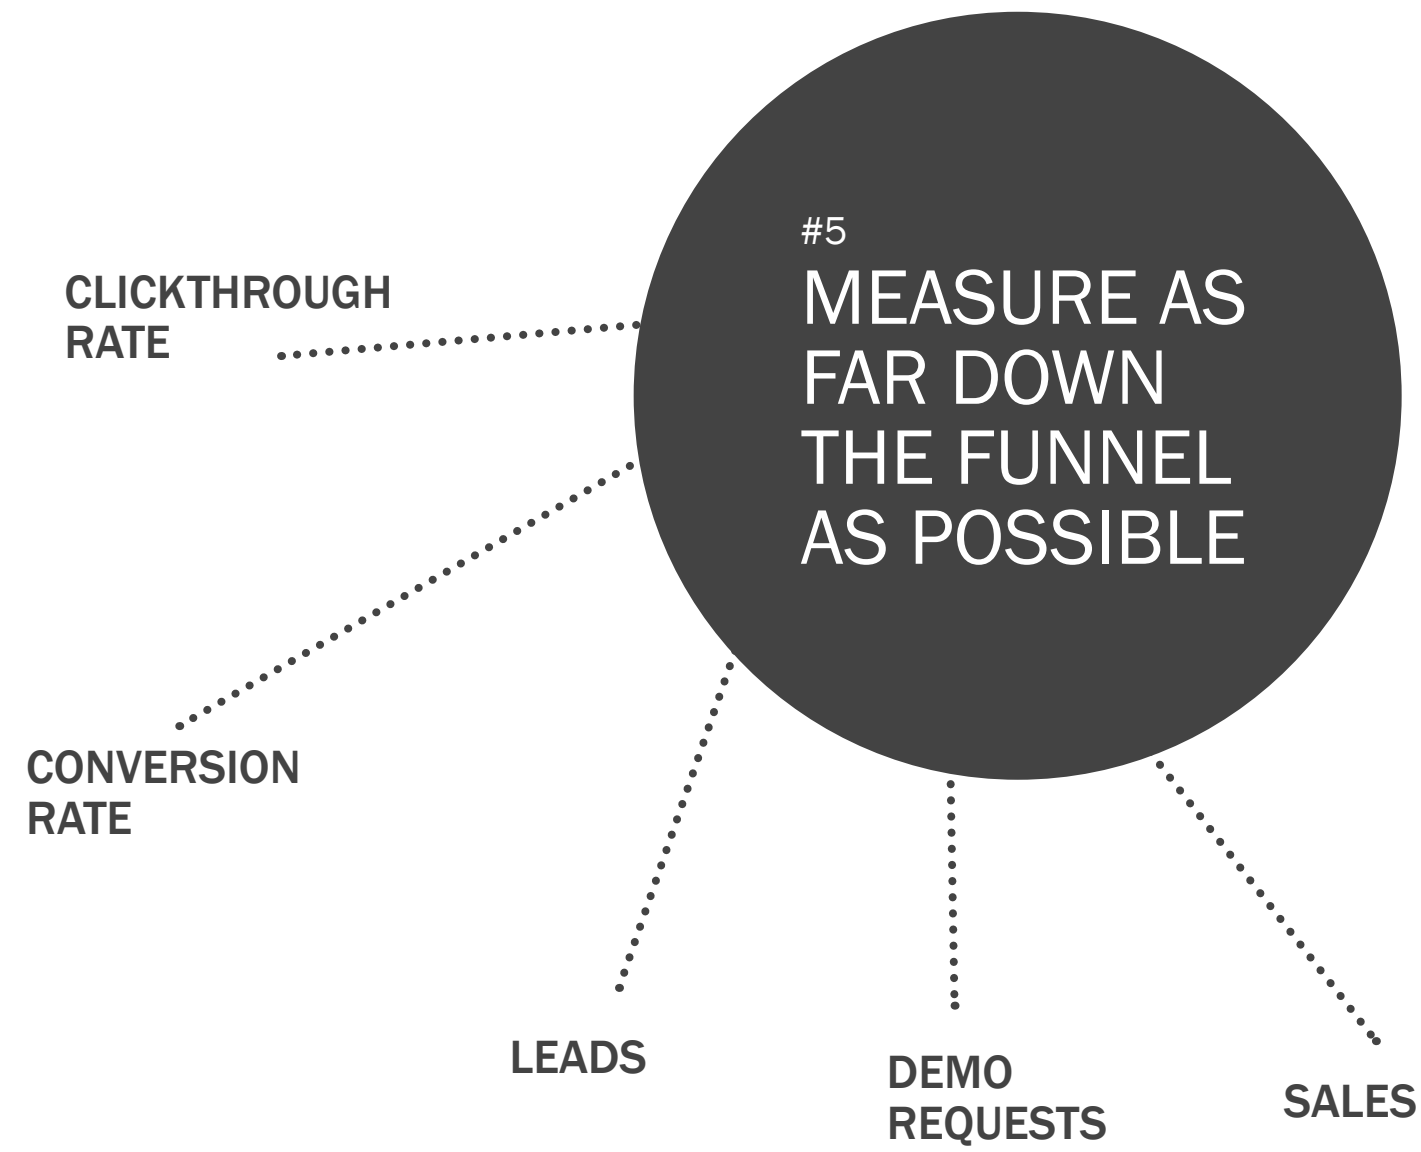 #5
MEASURE AS
FAR DOWN
THE FUNNEL
AS POSSIBLE
CLICKTHROUGH
RATE
CONVERSION
RATE
LEADS
DEMO
REQUESTS
SALES